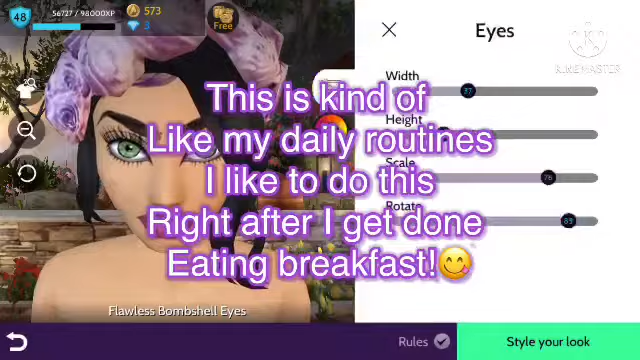 48
56727 / 98000XP
573
3
Free
Eyes
KINEMASTER
Width
37
Height
Scale
76
Rotate
83
This is kind of
Like my daily routines
I like to do this
Right after I get done
Eating breakfast!😋
Flawless Bombshell Eyes
Rules
Style your look